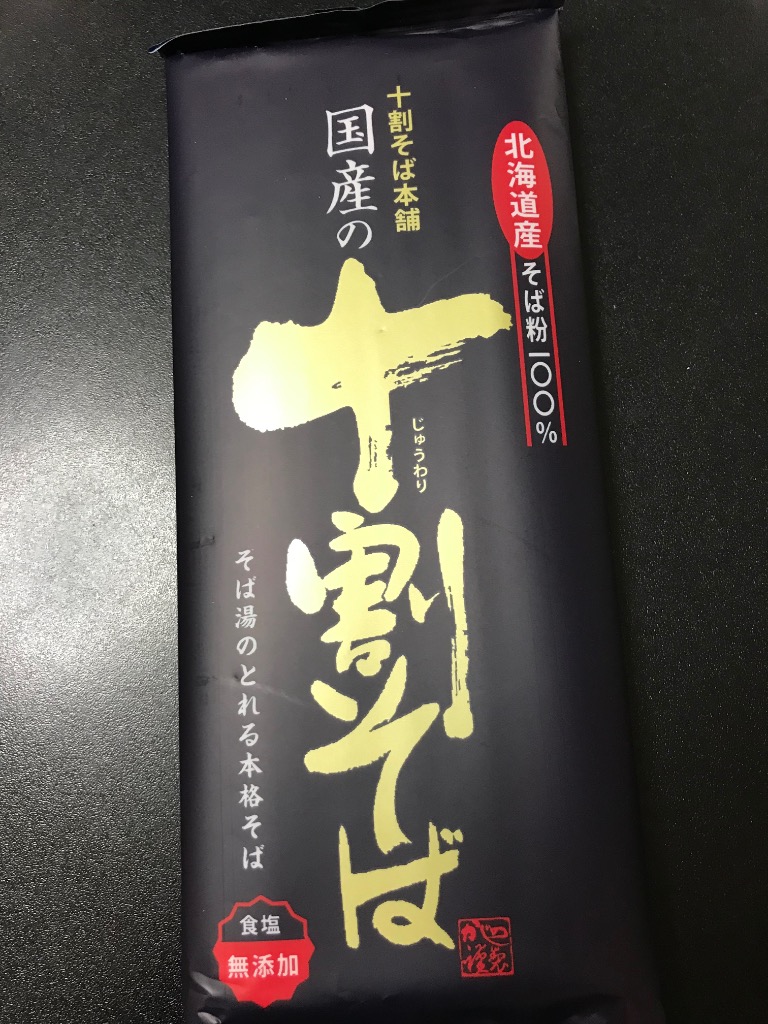 北海道産そば粉一〇〇%
十割そば本舗
国産の
十割そば
じゅうわり
そば湯のとれる本格そば
食塩
無添加